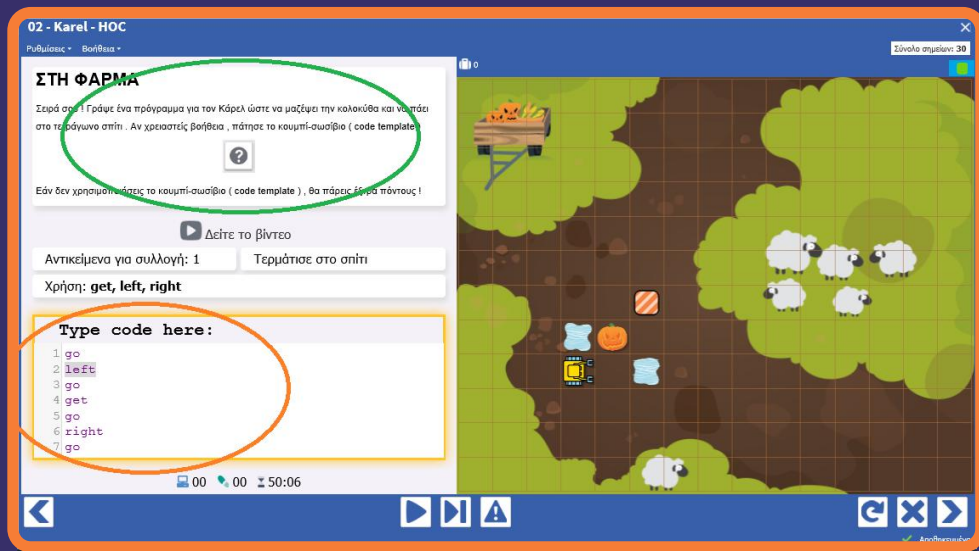 02 - Karel - HOC
Ρυθμίσεις Βοήθεια
Σύνολο σημείων: 30
0
ΣΤΗ ΦΑΡΜΑ
Σειρά σου ! Γράψε ένα πρόγραμμα για τον Κάρελ ώστε να μαζέψει την κολοκύθα και να πάει
στο τετράγωνο σπίτι . Αν χρειαστείς βοήθεια , πάτησε το κουμπί-σωσίβιο ( code template )
?
Εάν δεν χρησιμοποιήσεις το κουμπί-σωσίβιο ( code template ) , θα πάρεις έξτρα πόντους !
Δείτε το βίντεο
Αντικείμενα για συλλογή: 1 Τερμάτισε στο σπίτι
Χρήση: get, left, right
Type code here:
1 go
2 left
3 go
4 get
5 go
6 right
7 go
00 00 50:06
Αποθηκευμένο